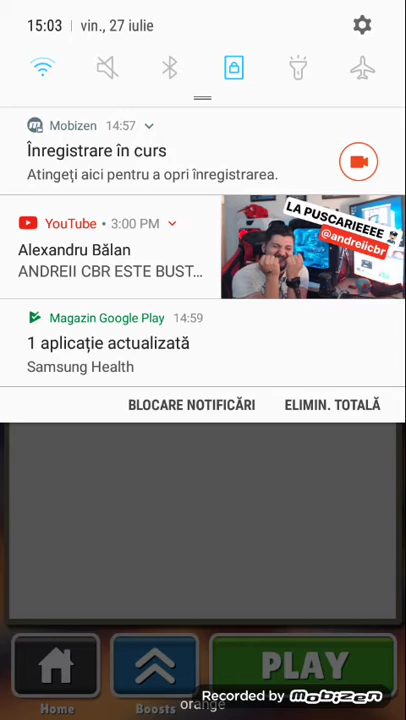 15:03 vin., 27 iulie
Mobizen 14:57
Înregistrare în curs
Atingeți aici pentru a opri înregistrarea.
YouTube • 3:00 PM
Alexandru Bălan
ANDREII CBR ESTE BUST...
LA PUSCARIEEEE
@andreiicbr
Magazin Google Play 14:59
1 aplicație actualizată
Samsung Health
BLOCARE NOTIFICĂRI ELIMIN. TOTALĂ
PLAY
Home Boosts
Recorded by mobizen
orange